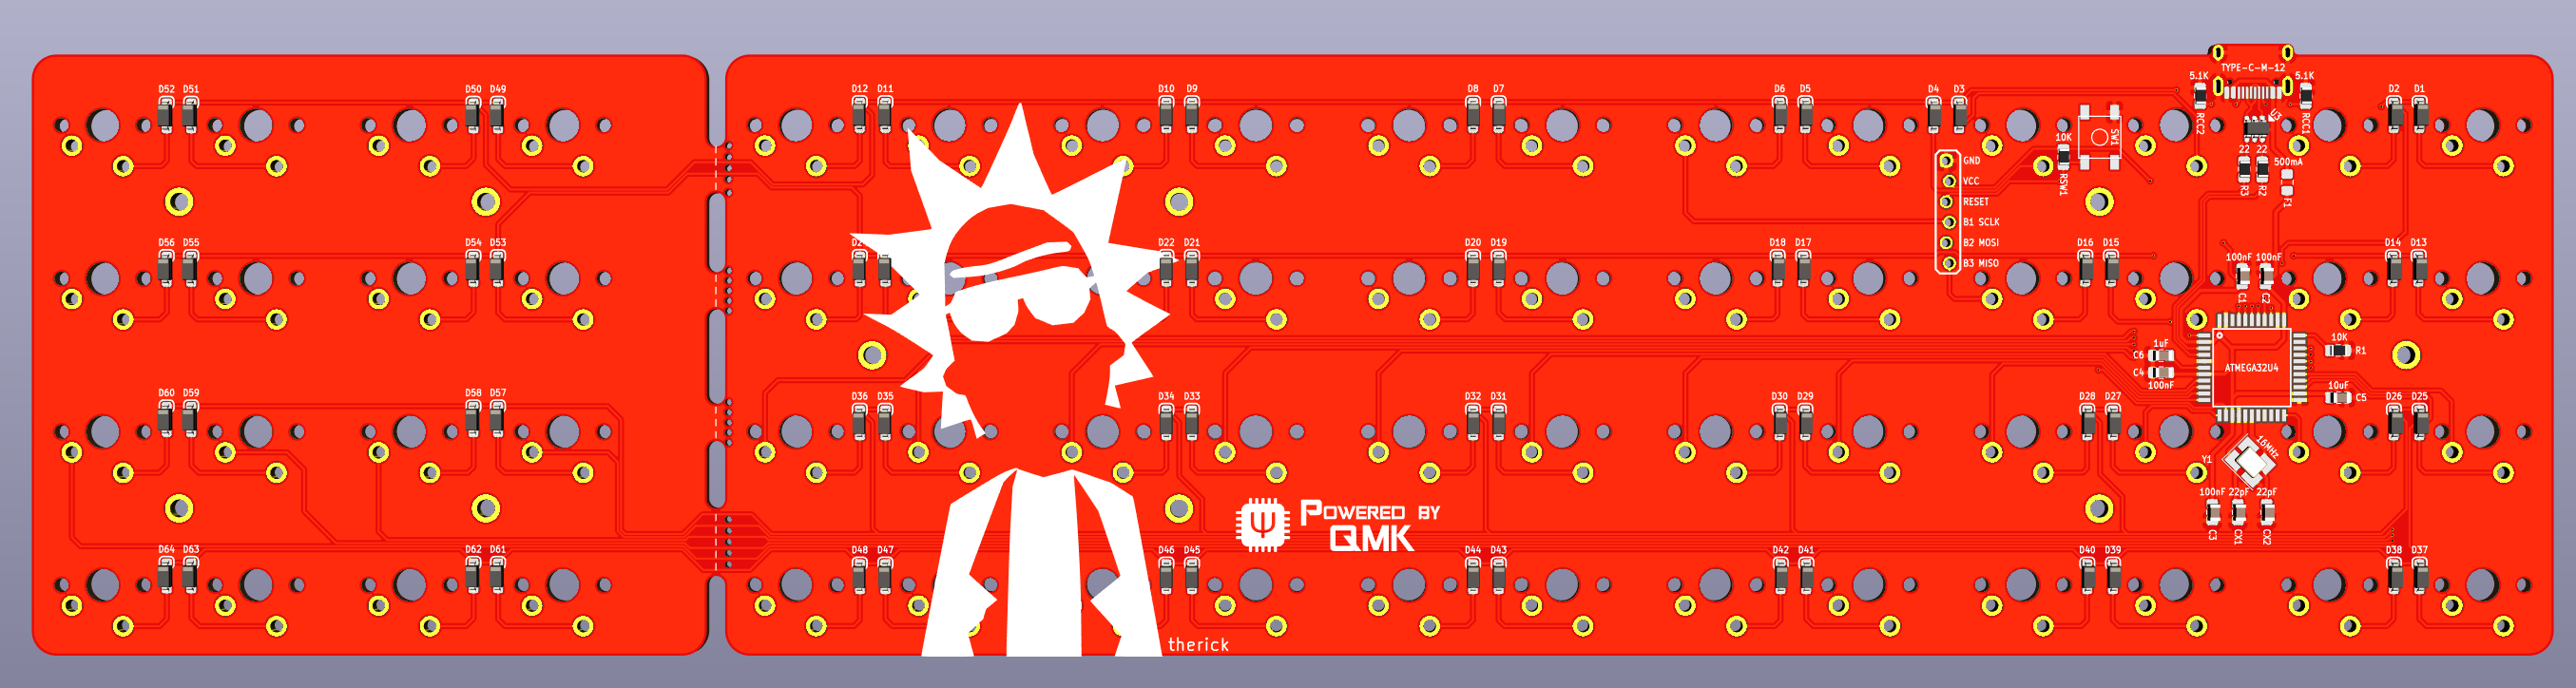 TYPE-C-M-12
5.1K
5.1K
D52 D51
D50 D49
D12 D11
D10 D9
D8 D7
D6 D5
D4 D3
D2 D1
RCC2
U3
RCC1
SW1
10K
RSW1
22 22
R3 R2
500mA
F1
GND
VCC
RESET
B1 SCLK
B2 MOSI
B3 MISO
D56 D55
D54 D53
D22 D21
D20 D19
D18 D17
D16 D15
D14 D13
100nF 100nF
C1 C2
1uF
C6
C4
100nF
ATMEGA32U4
10K
R1
10uF
C5
D60 D59
D58 D57
D36 D35
D34 D33
D32 D31
D30 D29
D28 D27
D26 D25
16MHz
Y1
100nF 22pF 22pF
C3 CX1 CX2
POWERED BY
QMK
D64 D63
D62 D61
D48 D47
D46 D45
D44 D43
D42 D41
D40 D39
D38 D37
therick